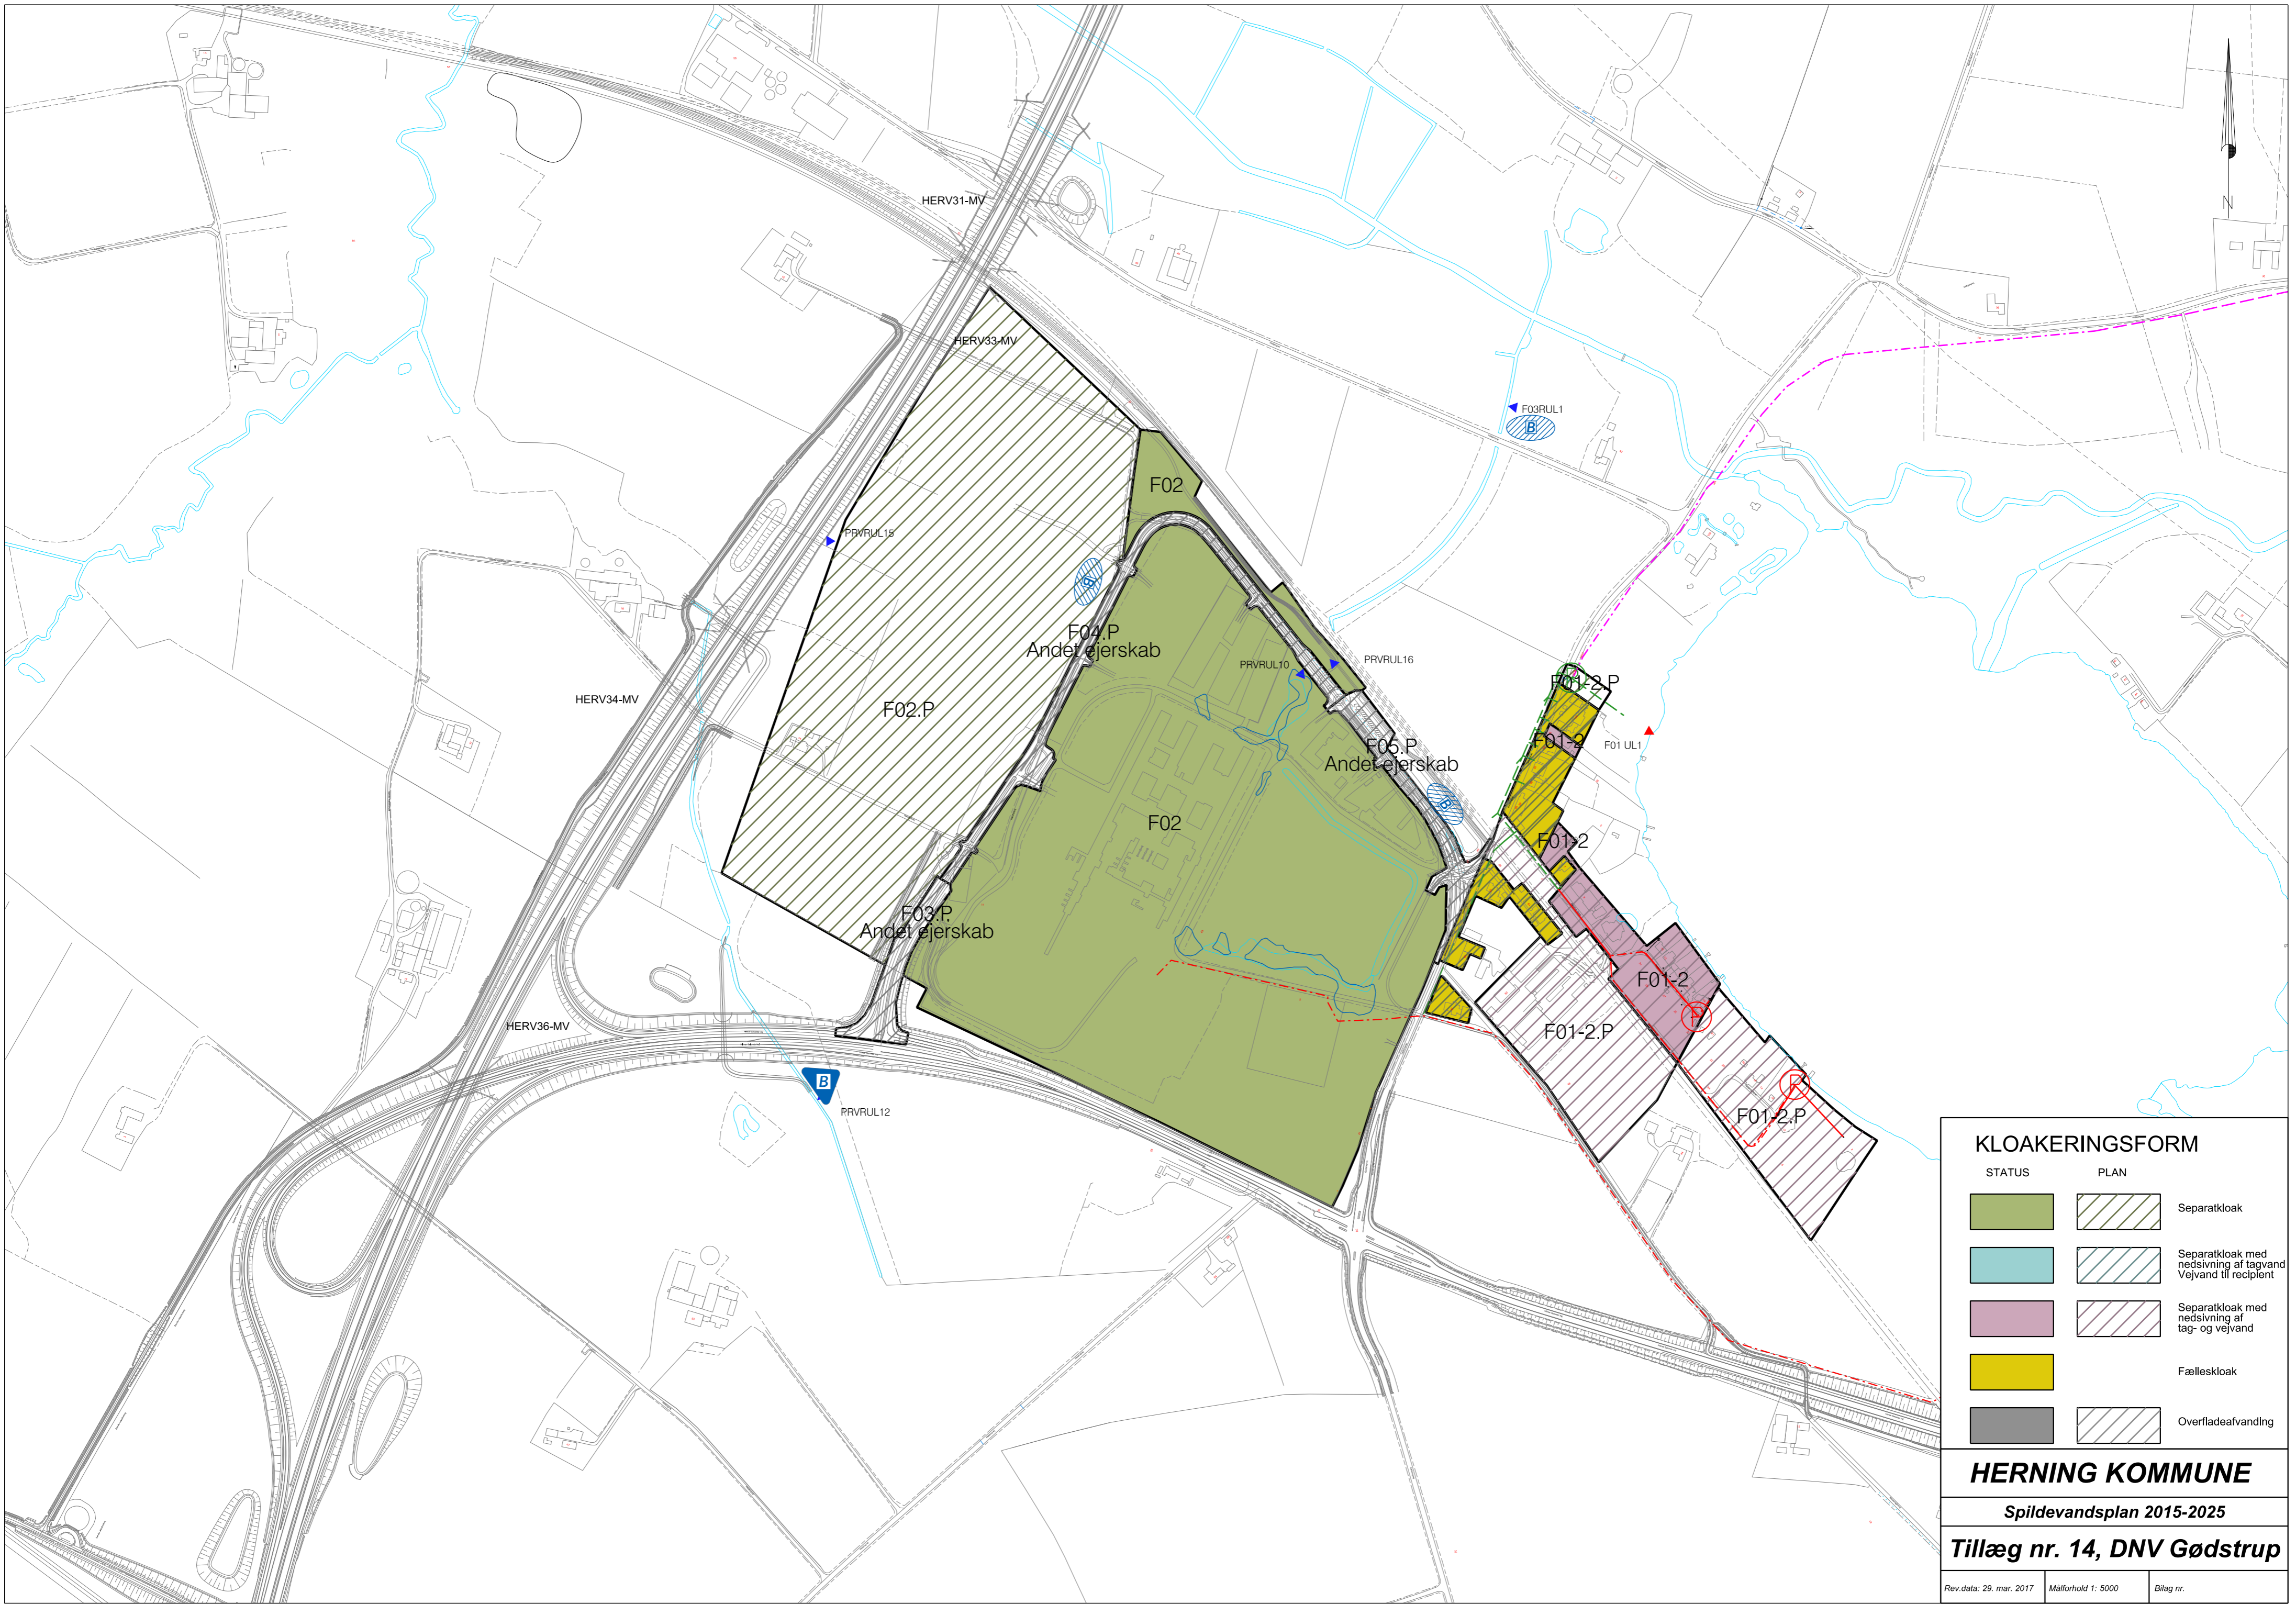 HERV31-MV
N
HERV33-MV
F03RUL1
B
F02
PRVRUL15
B
F04.P
Andet ejerskab
PRVRUL10
PRVRUL16
F01-2.P
HERV34-MV
F02.P
F01-2
F01 UL1
F05.P
Andet ejerskab
B
F02
F01-2
F03.P
Andet ejerskab
F01-2
P
HERV36-MV
F01-2.P
B
PRVRUL12
P
F01-2.P
KLOAKERINGSFORM
STATUS
PLAN
Separatkloak
Separatkloak med
nedsivning af tagvand
Vejvand til recipient
Separatkloak med
nedsivning af
tag- og vejvand
Fælleskloak
Overfladeafvanding
HERNING KOMMUNE
Spildevandsplan 2015-2025
Tillæg nr. 14, DNV Gødstrup
Rev.data: 29. mar. 2017
Målforhold 1: 5000
Bilag nr.